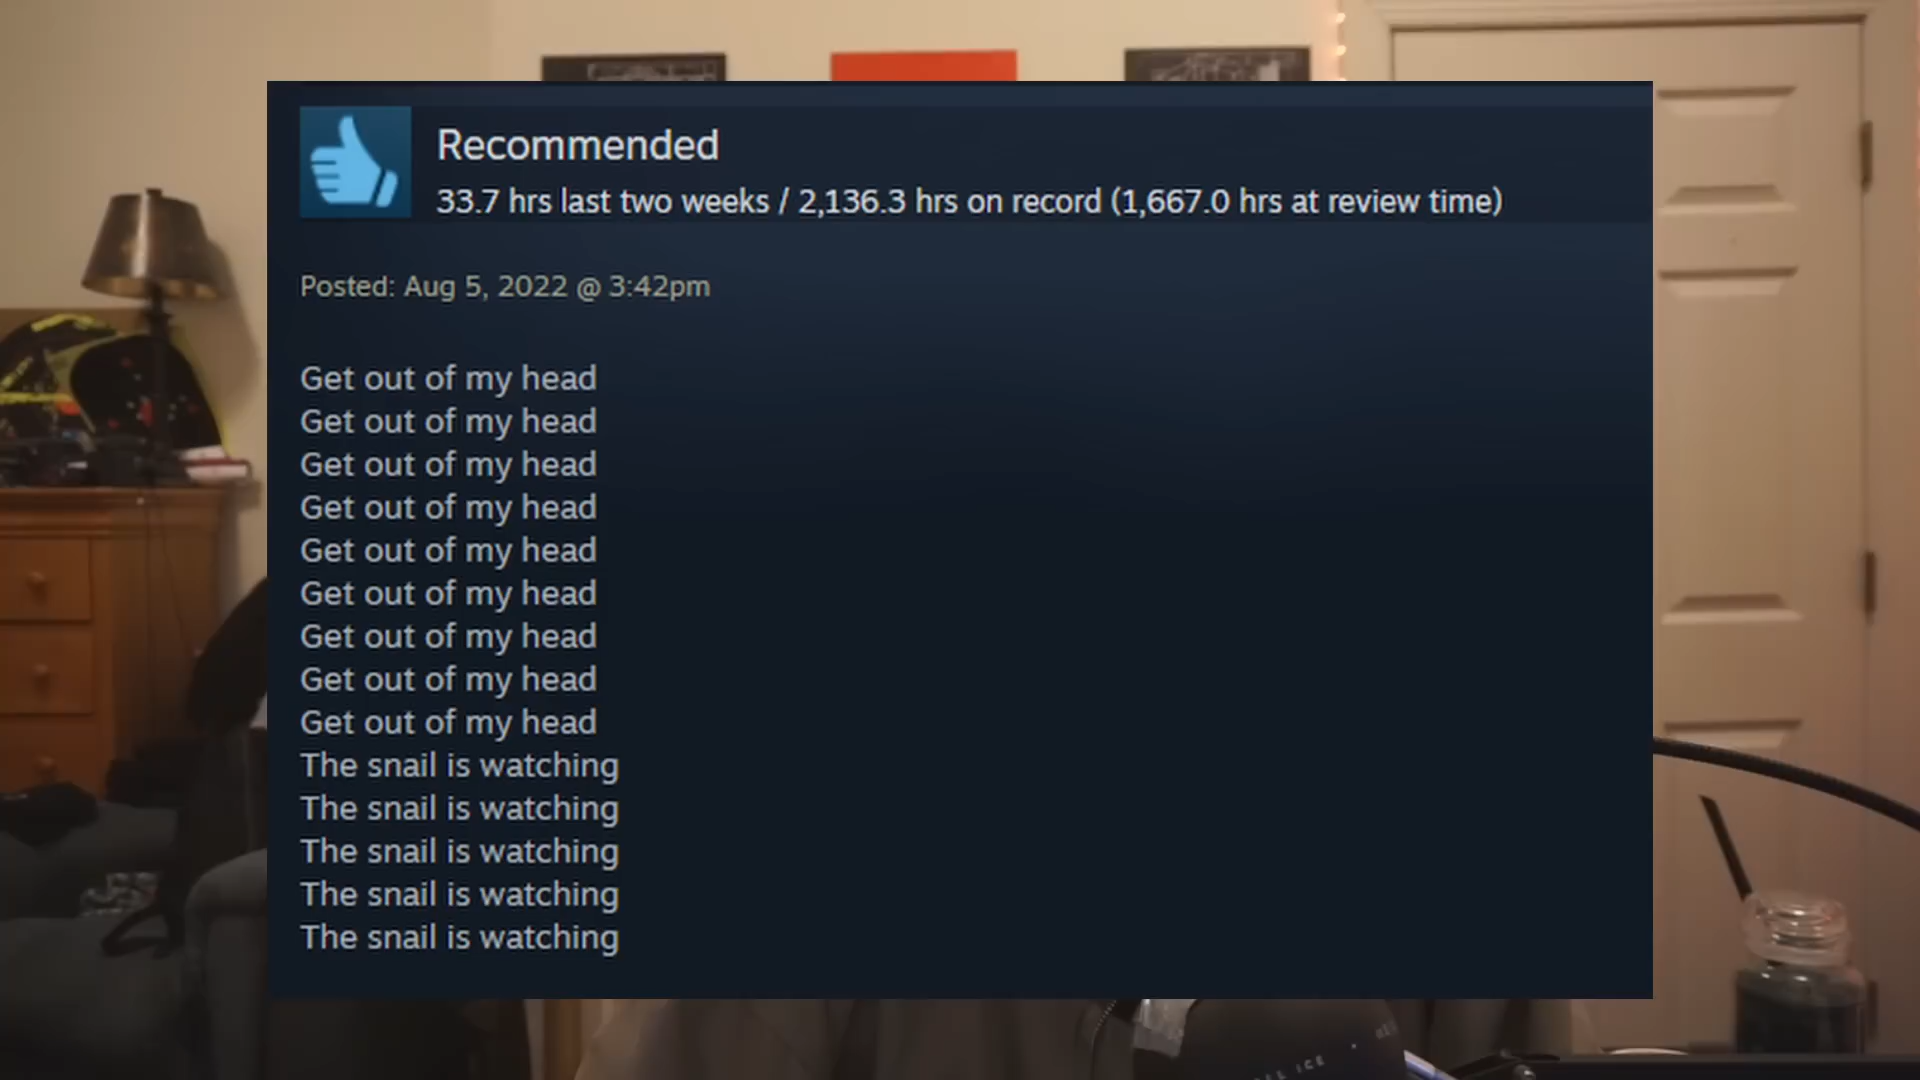 Recommended
33.7 hrs last two weeks / 2,136.3 hrs on record (1,667.0 hrs at review time)
Posted: Aug 5, 2022 @ 3:42pm
Get out of my head
Get out of my head
Get out of my head
Get out of my head
Get out of my head
Get out of my head
Get out of my head
Get out of my head
Get out of my head
The snail is watching
The snail is watching
The snail is watching
The snail is watching
The snail is watching
ICE